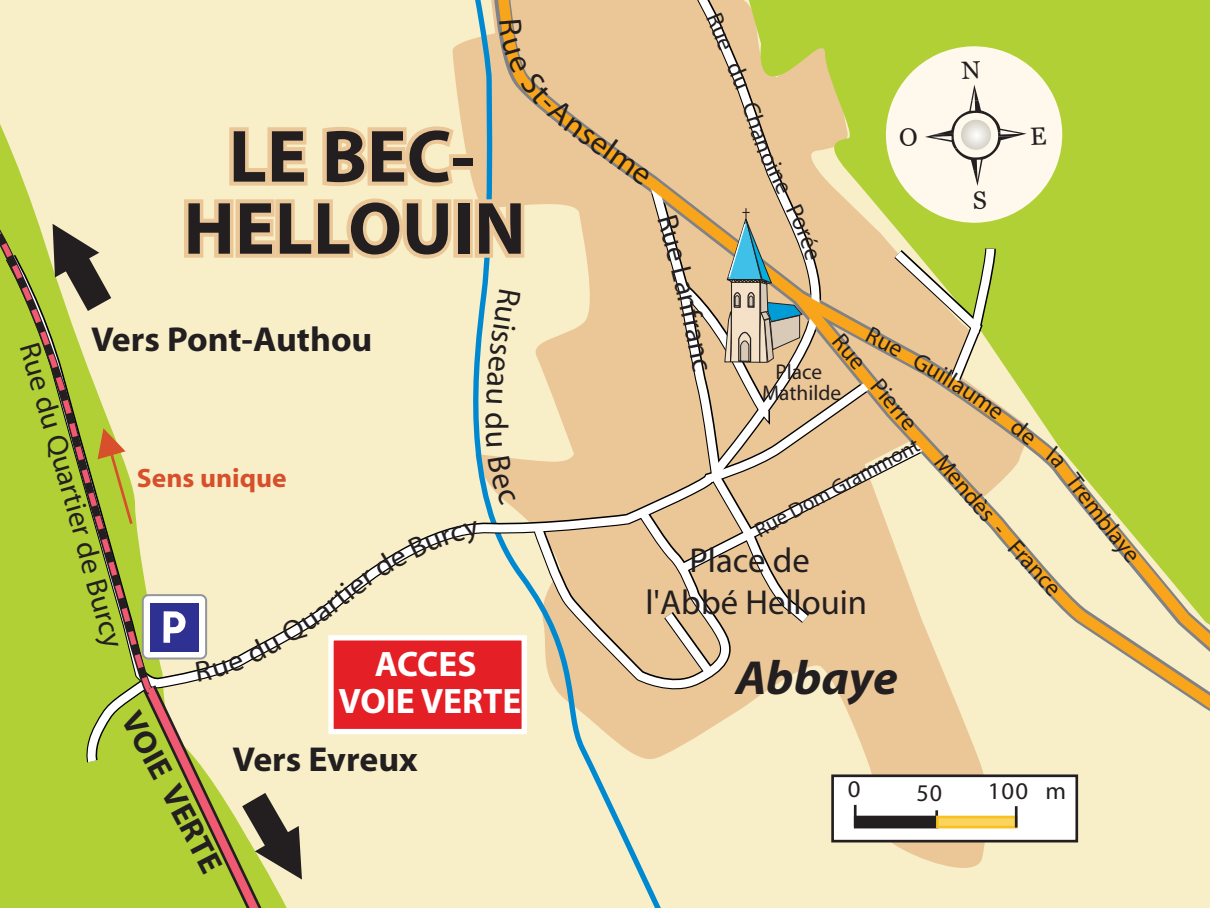 LE BEC-
HELLOUIN
Rue St-Anselme
Rue du Chanoine Porée
N
O
E
S
Rue Lanfranc
Vers Pont-Authou
Ruisseau du Bec
Rue du Quartier de Burcy
Sens unique
Place
Mathilde
Rue Guillaume de la Tremblaye
Rue Pierre Mendès - France
Rue Dom Grammont
Rue du Quartier de Burcy
Place de
l'Abbé Hellouin
P
ACCES
VOIE VERTE
Abbaye
VOIE VERTE
Vers Evreux
0 50 100 m